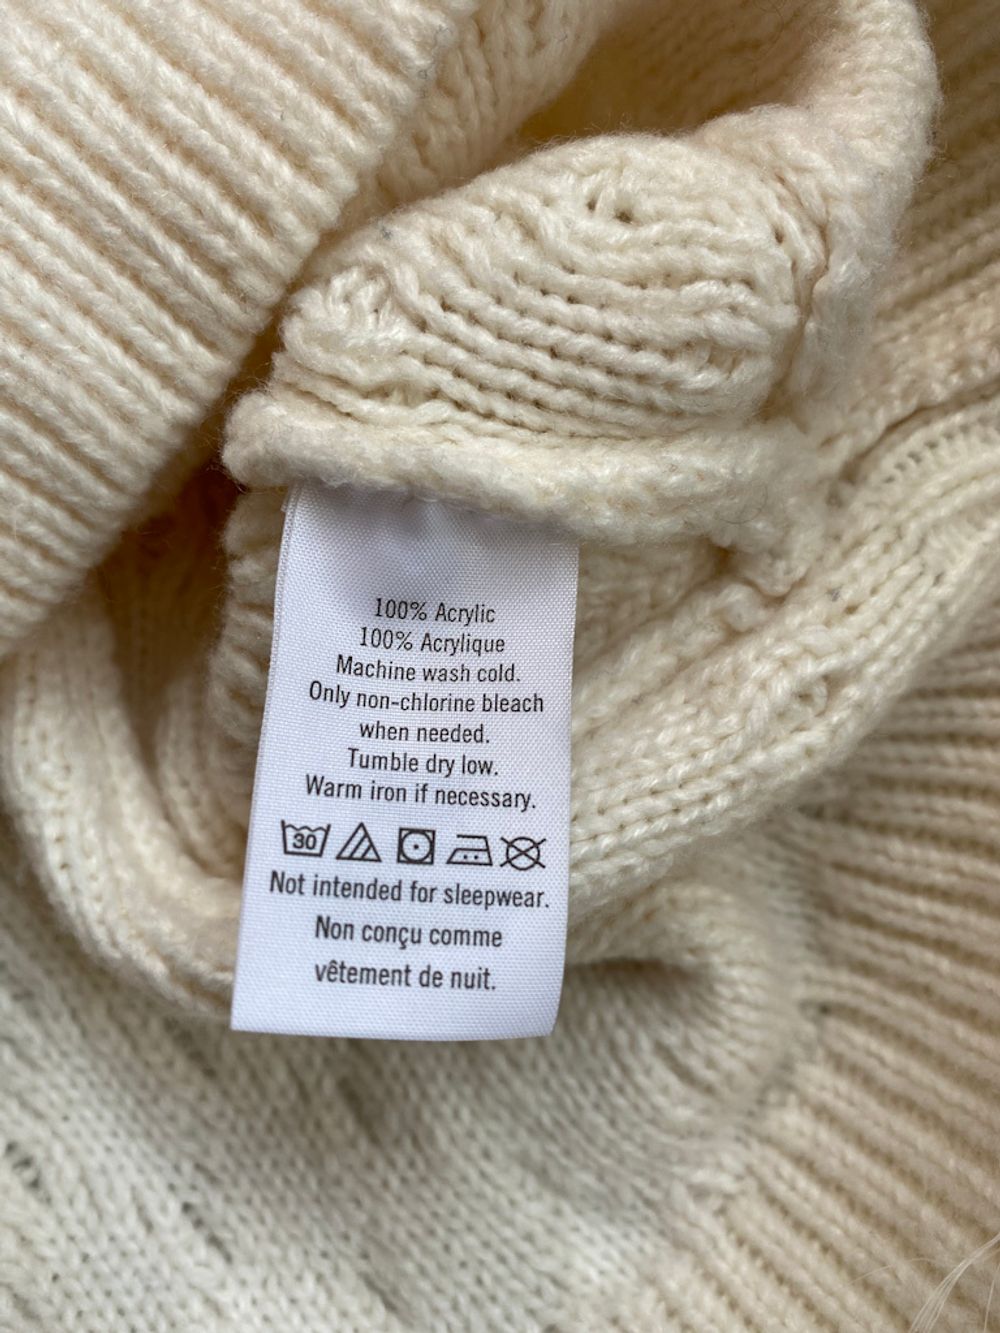 100% Acrylic
100% Acrylique
Machine wash cold.
Only non-chlorine bleach
when needed.
Tumble dry low.
Warm iron if necessary.
30
Not intended for sleepwear.
Non conçu comme
vêtement de nuit.